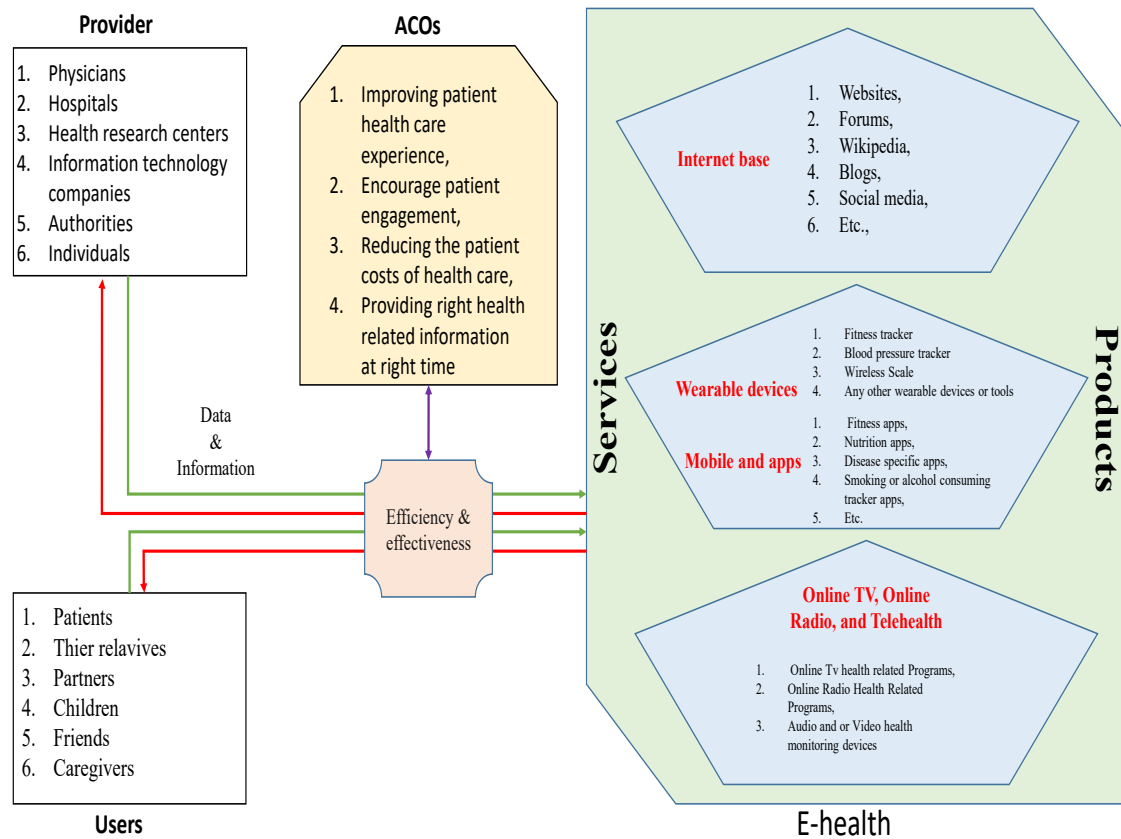 Provider
1. Physicians
2. Hospitals
3. Health research centers
4. Information technology
companies
5. Authorities
6. Individuals
ACOs
1. Improving patient
health care
experience,
2. Encourage patient
engagement,
3. Reducing the patient
costs of health care,
4. Providing right health
related information
at right time
Data
&
Information
Efficiency &
effectiveness
1. Patients
2. Thier relavives
3. Partners
4. Children
5. Friends
6. Caregivers
Users
Services
Internet base
1. Websites,
2. Forums,
3. Wikipedia,
4. Blogs,
5. Social media,
6. Etc.,
Wearable devices
1. Fitness tracker
2. Blood pressure tracker
3. Wireless Scale
4. Any other wearable devices or tools
Mobile and apps
1. Fitness apps,
2. Nutrition apps,
3. Disease specific apps,
4. Smoking or alcohol consuming
tracker apps,
5. Etc.
Online TV, Online
Radio, and Telehealth
1. Online Tv health related Programs,
2. Online Radio Health Related
Programs,
3. Audio and or Video health
monitoring devices
Products
E-health